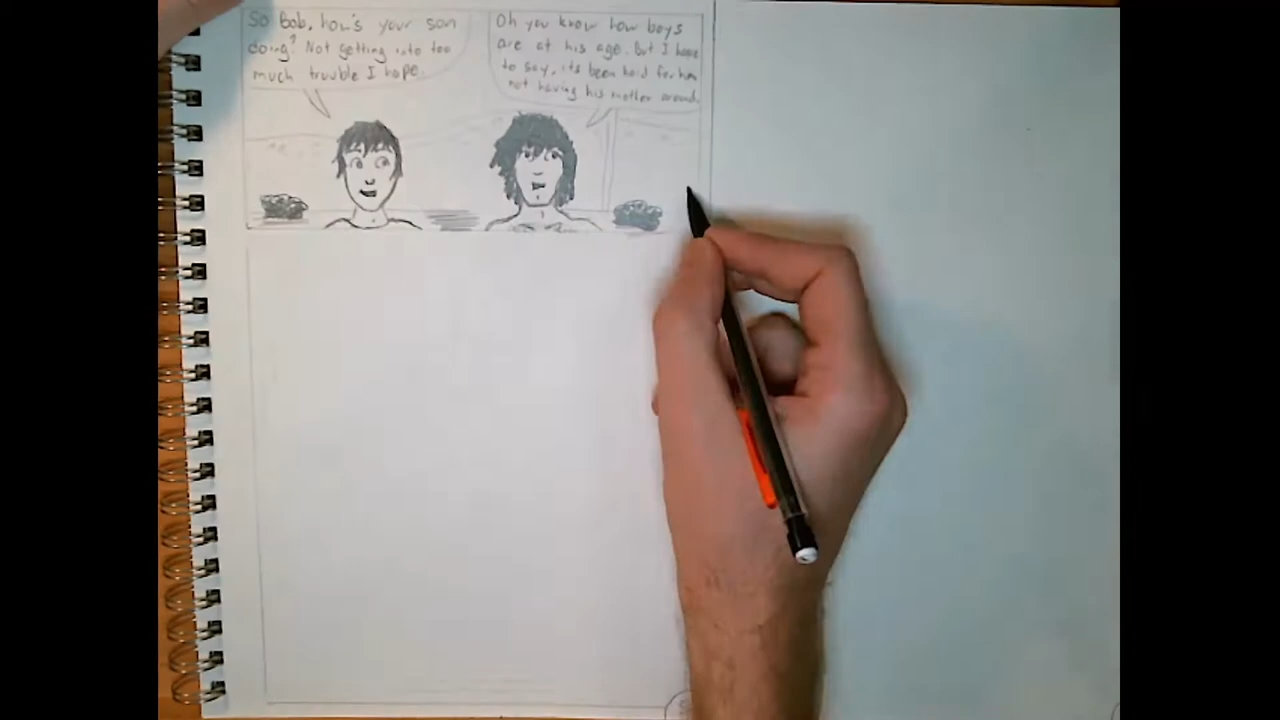 So Bob, how's your son
doing? Not getting into too
much trouble I hope.
Oh you know how boys
are at his age. But I have
to say, its been hard for him
not having his mother around.